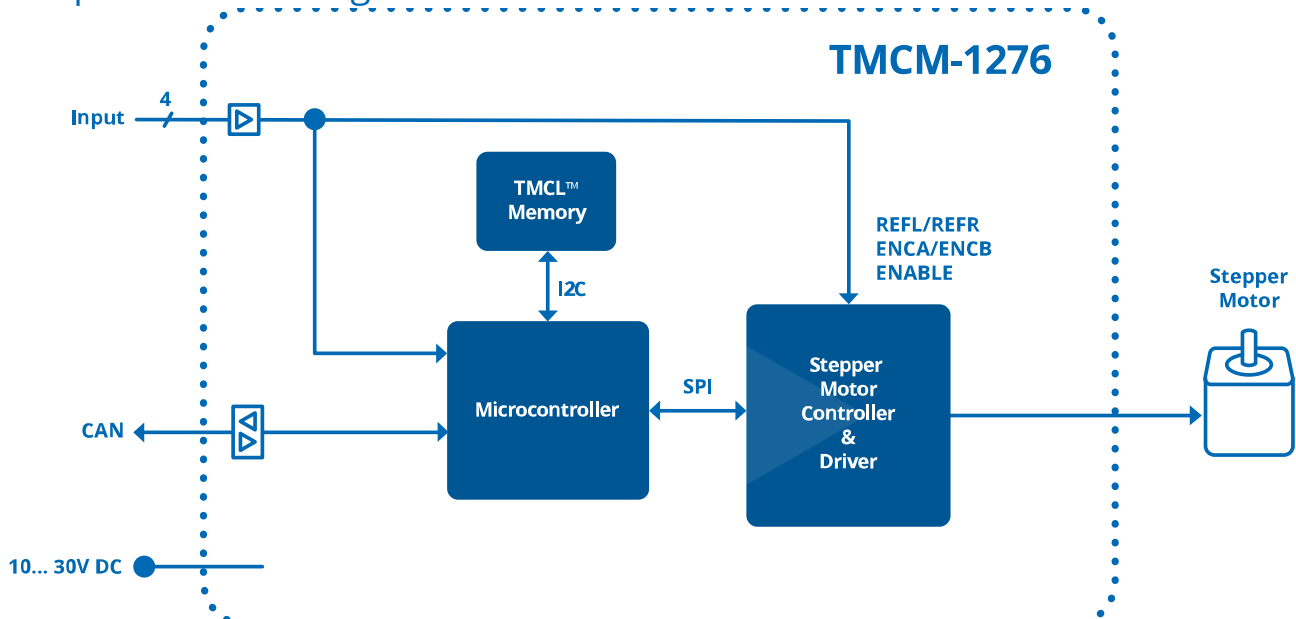 TMCM-1276
4
Input
TMCL™
Memory
REFL/REFR
ENCA/ENCB
ENABLE
I2C
Stepper
Motor
Stepper
Motor
Controller
&
Driver
SPI
Microcontroller
CAN
10... 30V DC